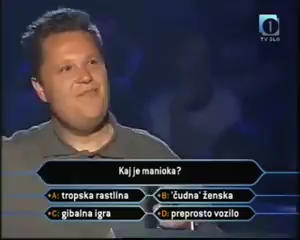 TV SLO
Kaj je manioka?
A: tropska rastlina
B: 'čudna' ženska
C: gibalna igra
D: preprosto vozilo